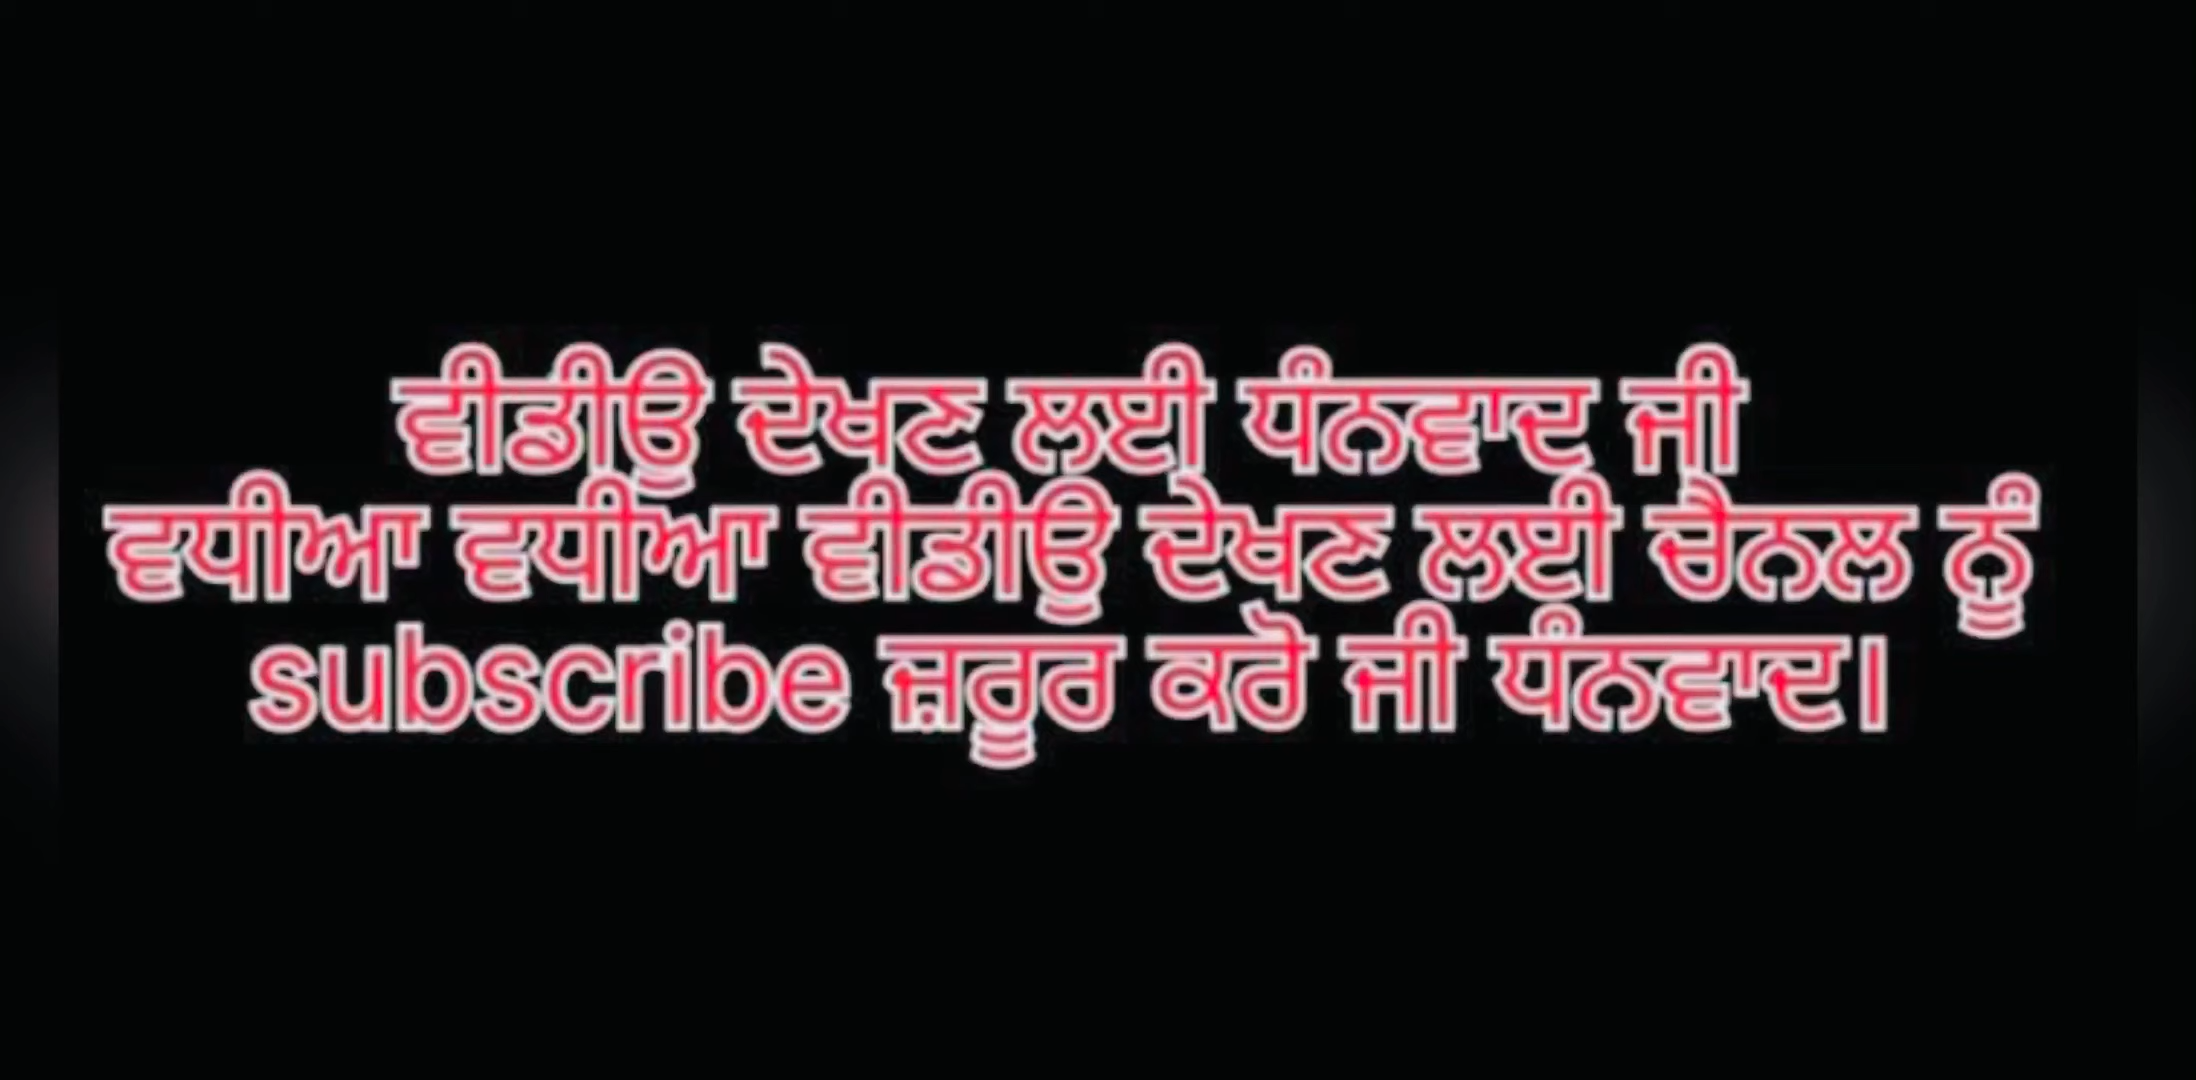 ਵੀਡੀਉ ਦੇਖਣ ਲਈ ਧੰਨਵਾਦ ਜੀ
ਵਧੀਆ ਵਧੀਆ ਵੀਡੀਉ ਦੇਖਣ ਲਈ ਚੈਨਲ ਨੂੰ
subscribe ਜ਼ਰੂਰ ਕਰੋ ਜੀ ਧੰਨਵਾਦ।